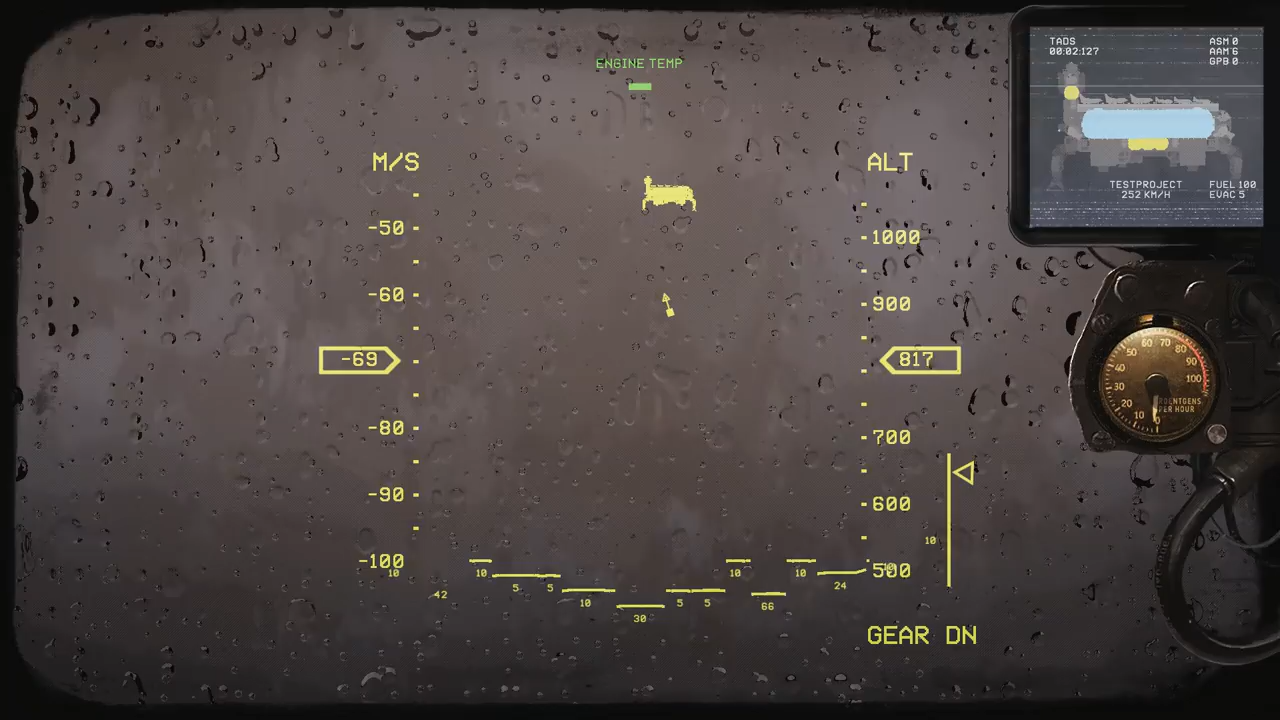 ENGINE TEMP
M/S
-50
-60
-69
-80
-90
-100
ALT
1000
900
817
700
600
500
10
42
10
5
5
10
30
5
5
10
66
10
24
10
GEAR DN
TADS
00:02:127
ASM 0
AAM 6
GPB 0
TESTPROJECT
252 KM/H
FUEL 100
EVAC 5
0
10
20
30
40
50
60
70
80
90
100
ROENTGENS
PER HOUR